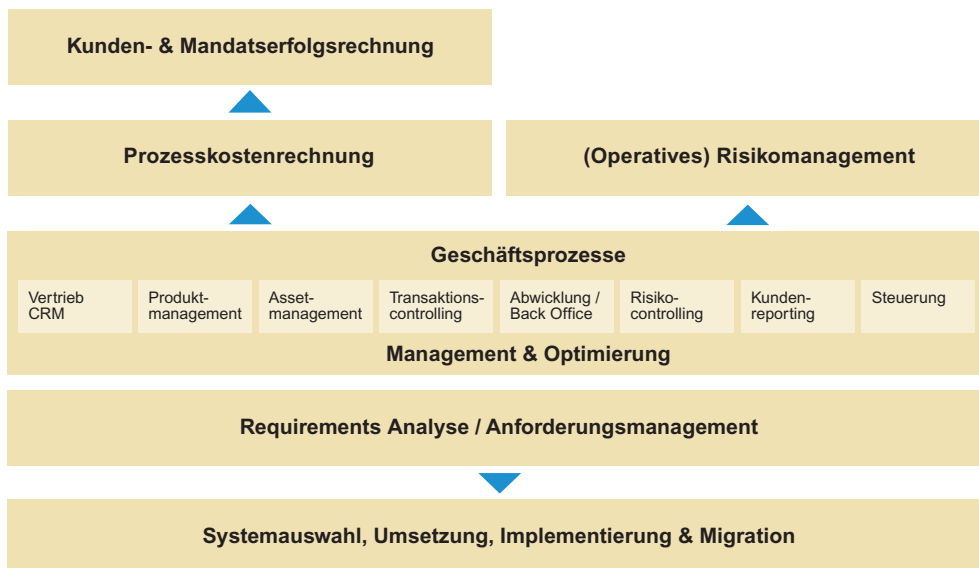 Kunden- & Mandatserfolgsrechnung
Prozesskostenrechnung
(Operatives) Risikomanagement
Geschäftsprozesse
Vertrieb
CRM
Produkt-
management
Asset-
management
Transaktions-
controlling
Abwicklung /
Back Office
Risiko-
controlling
Kunden-
reporting
Steuerung
Management & Optimierung
Requirements Analyse / Anforderungsmanagement
Systemauswahl, Umsetzung, Implementierung & Migration